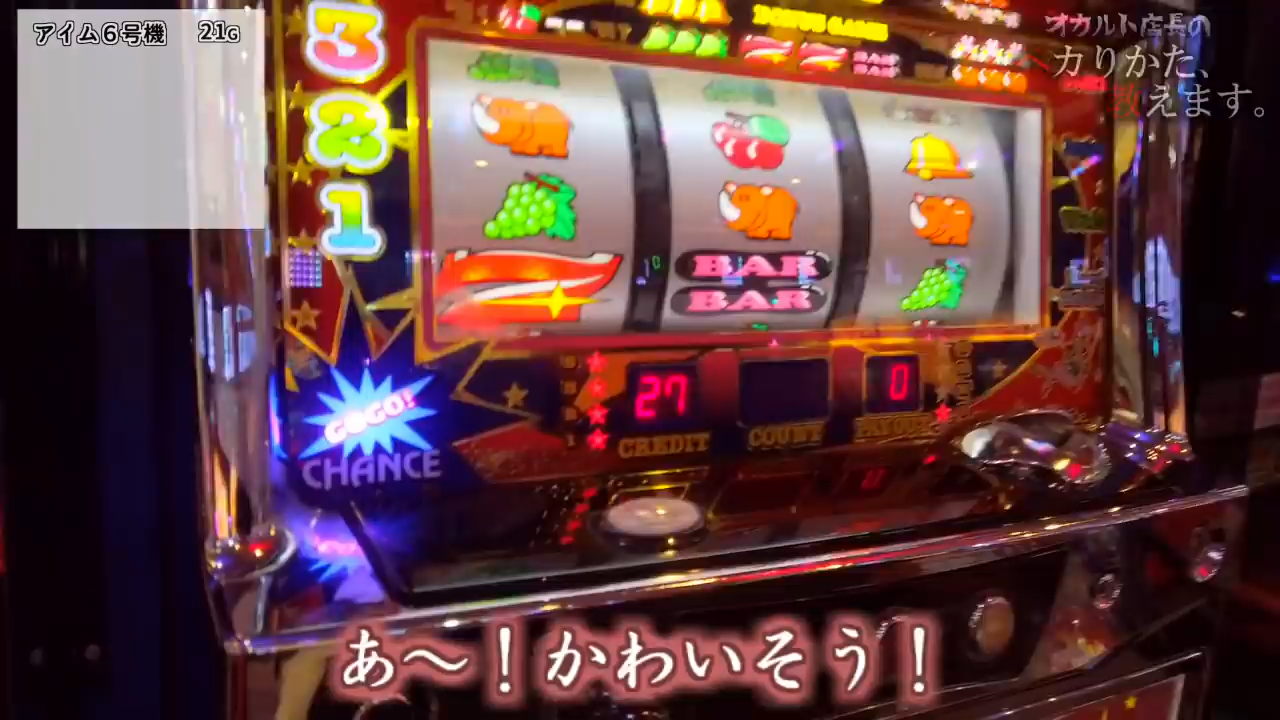 アイム6号機 21G
オカルト店長の
カりかた、
教えます。
3
2
1
BONUS GAME
BAR
BAR
GOGO!
CHANCE
27
0
CREDIT
COUNT
PAYOUT
あ～！かわいそう！